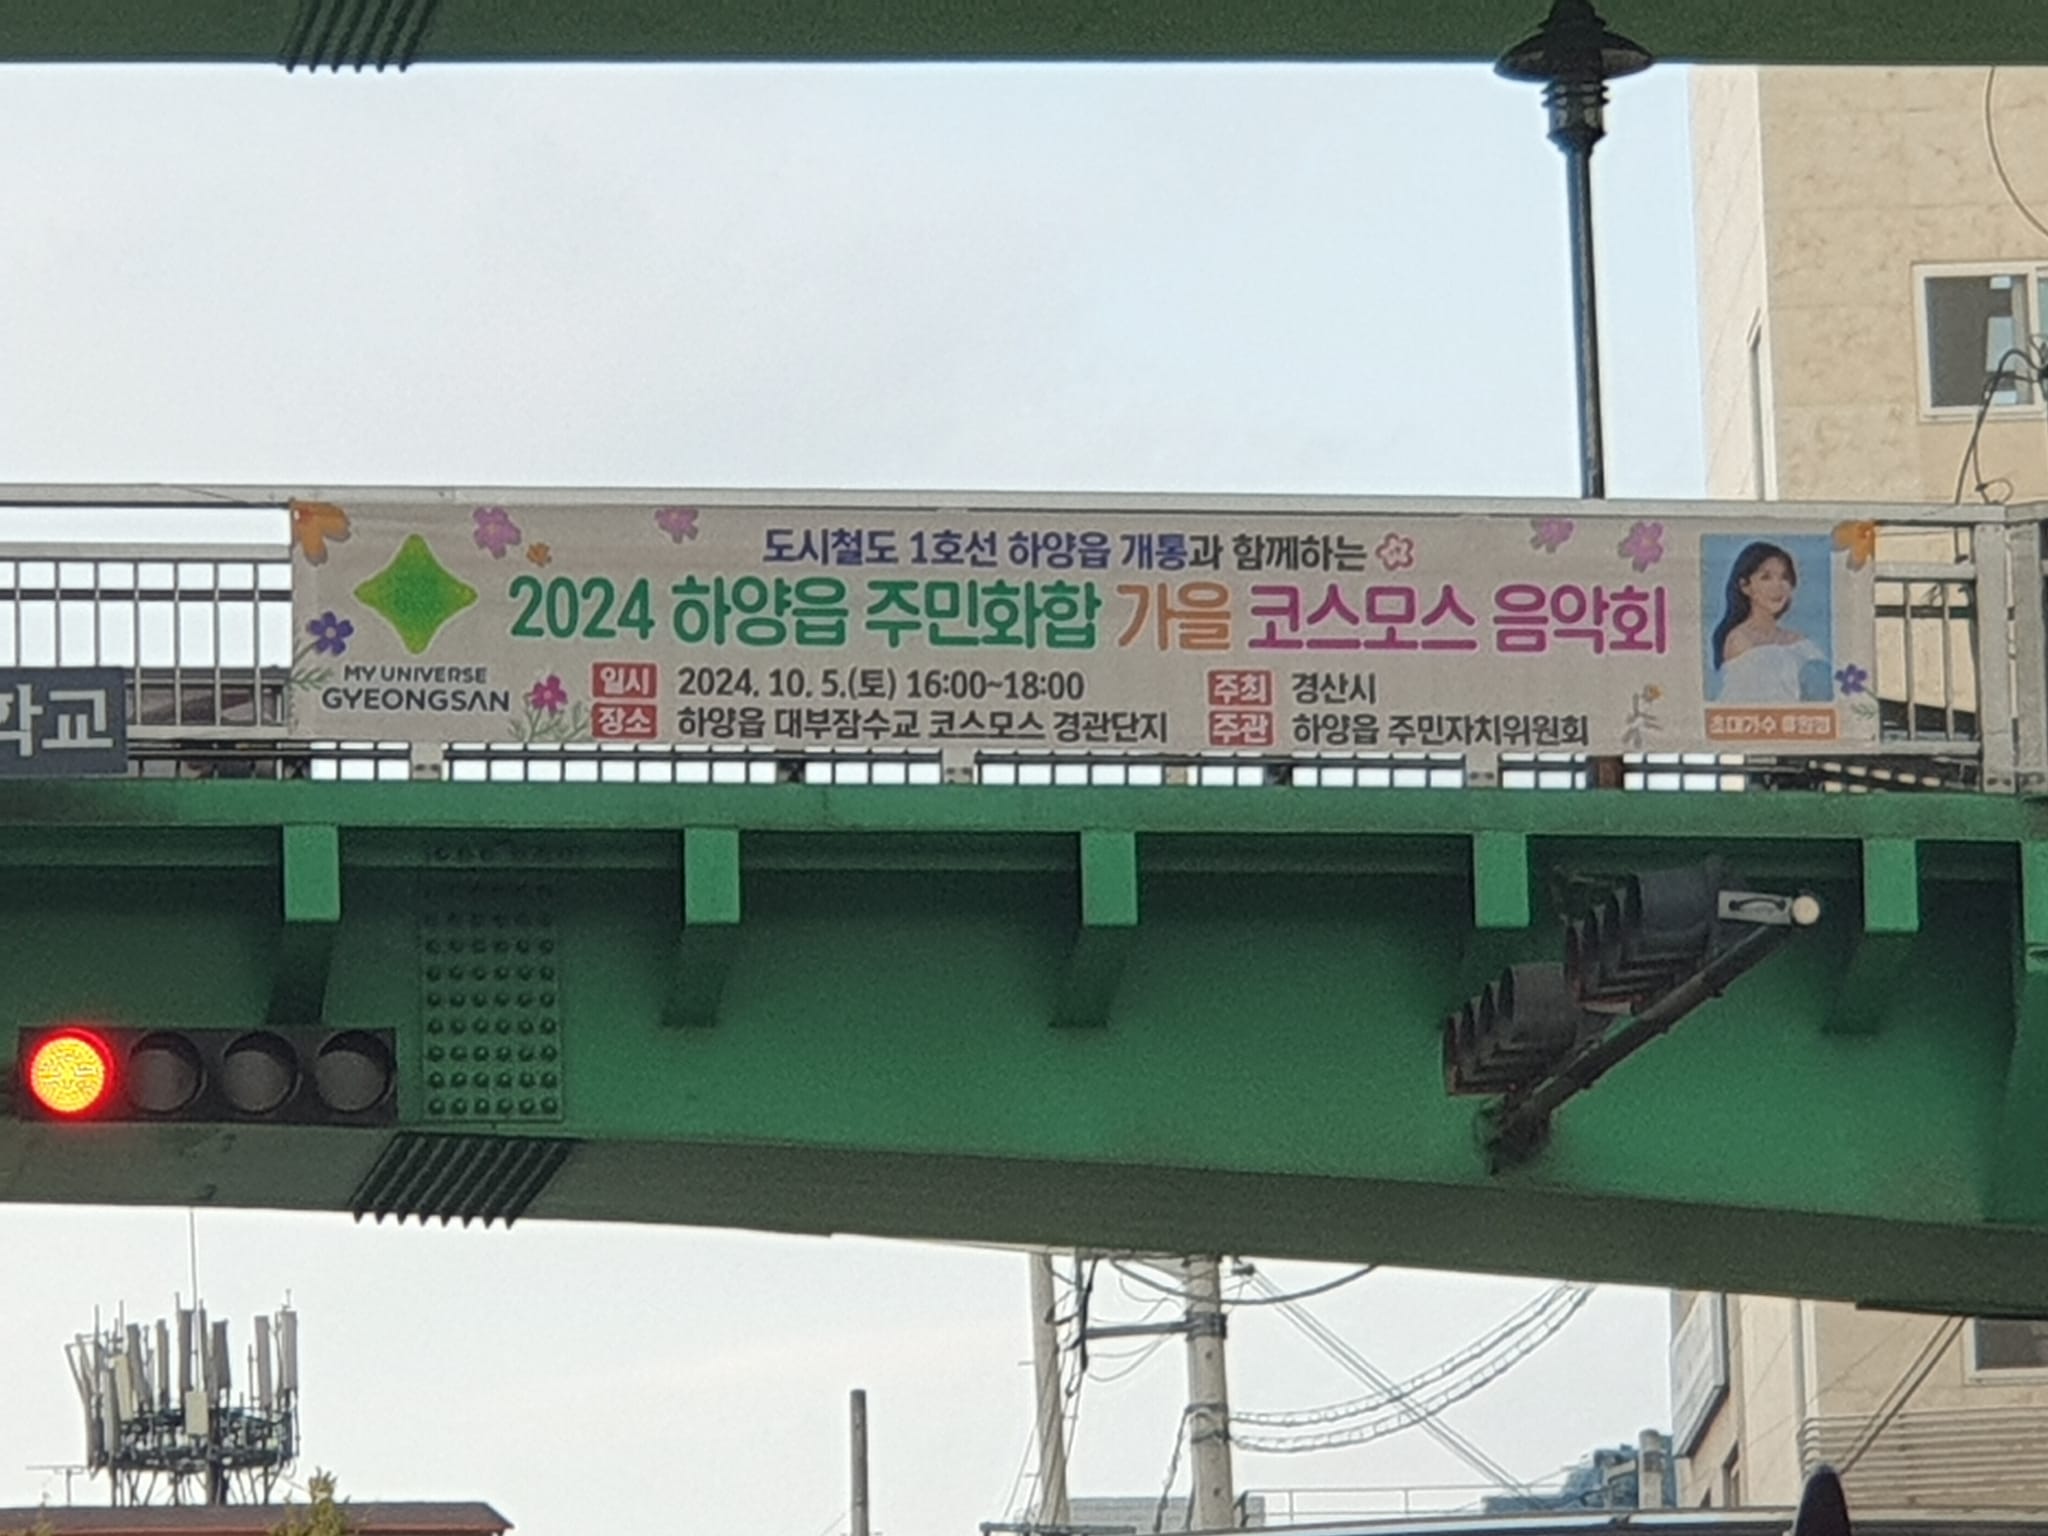 도시철도 1호선 하양읍 개통과 함께하는
2024 하양읍 주민화합 가을 코스모스 음악회
MY UNIVERSE
GYEONGSAN
일시 2024. 10. 5.(토) 16:00~18:00
장소 하양읍 대부잠수교 코스모스 경관단지
주최 경산시
주관 하양읍 주민자치위원회
초대가수 류원정
학교